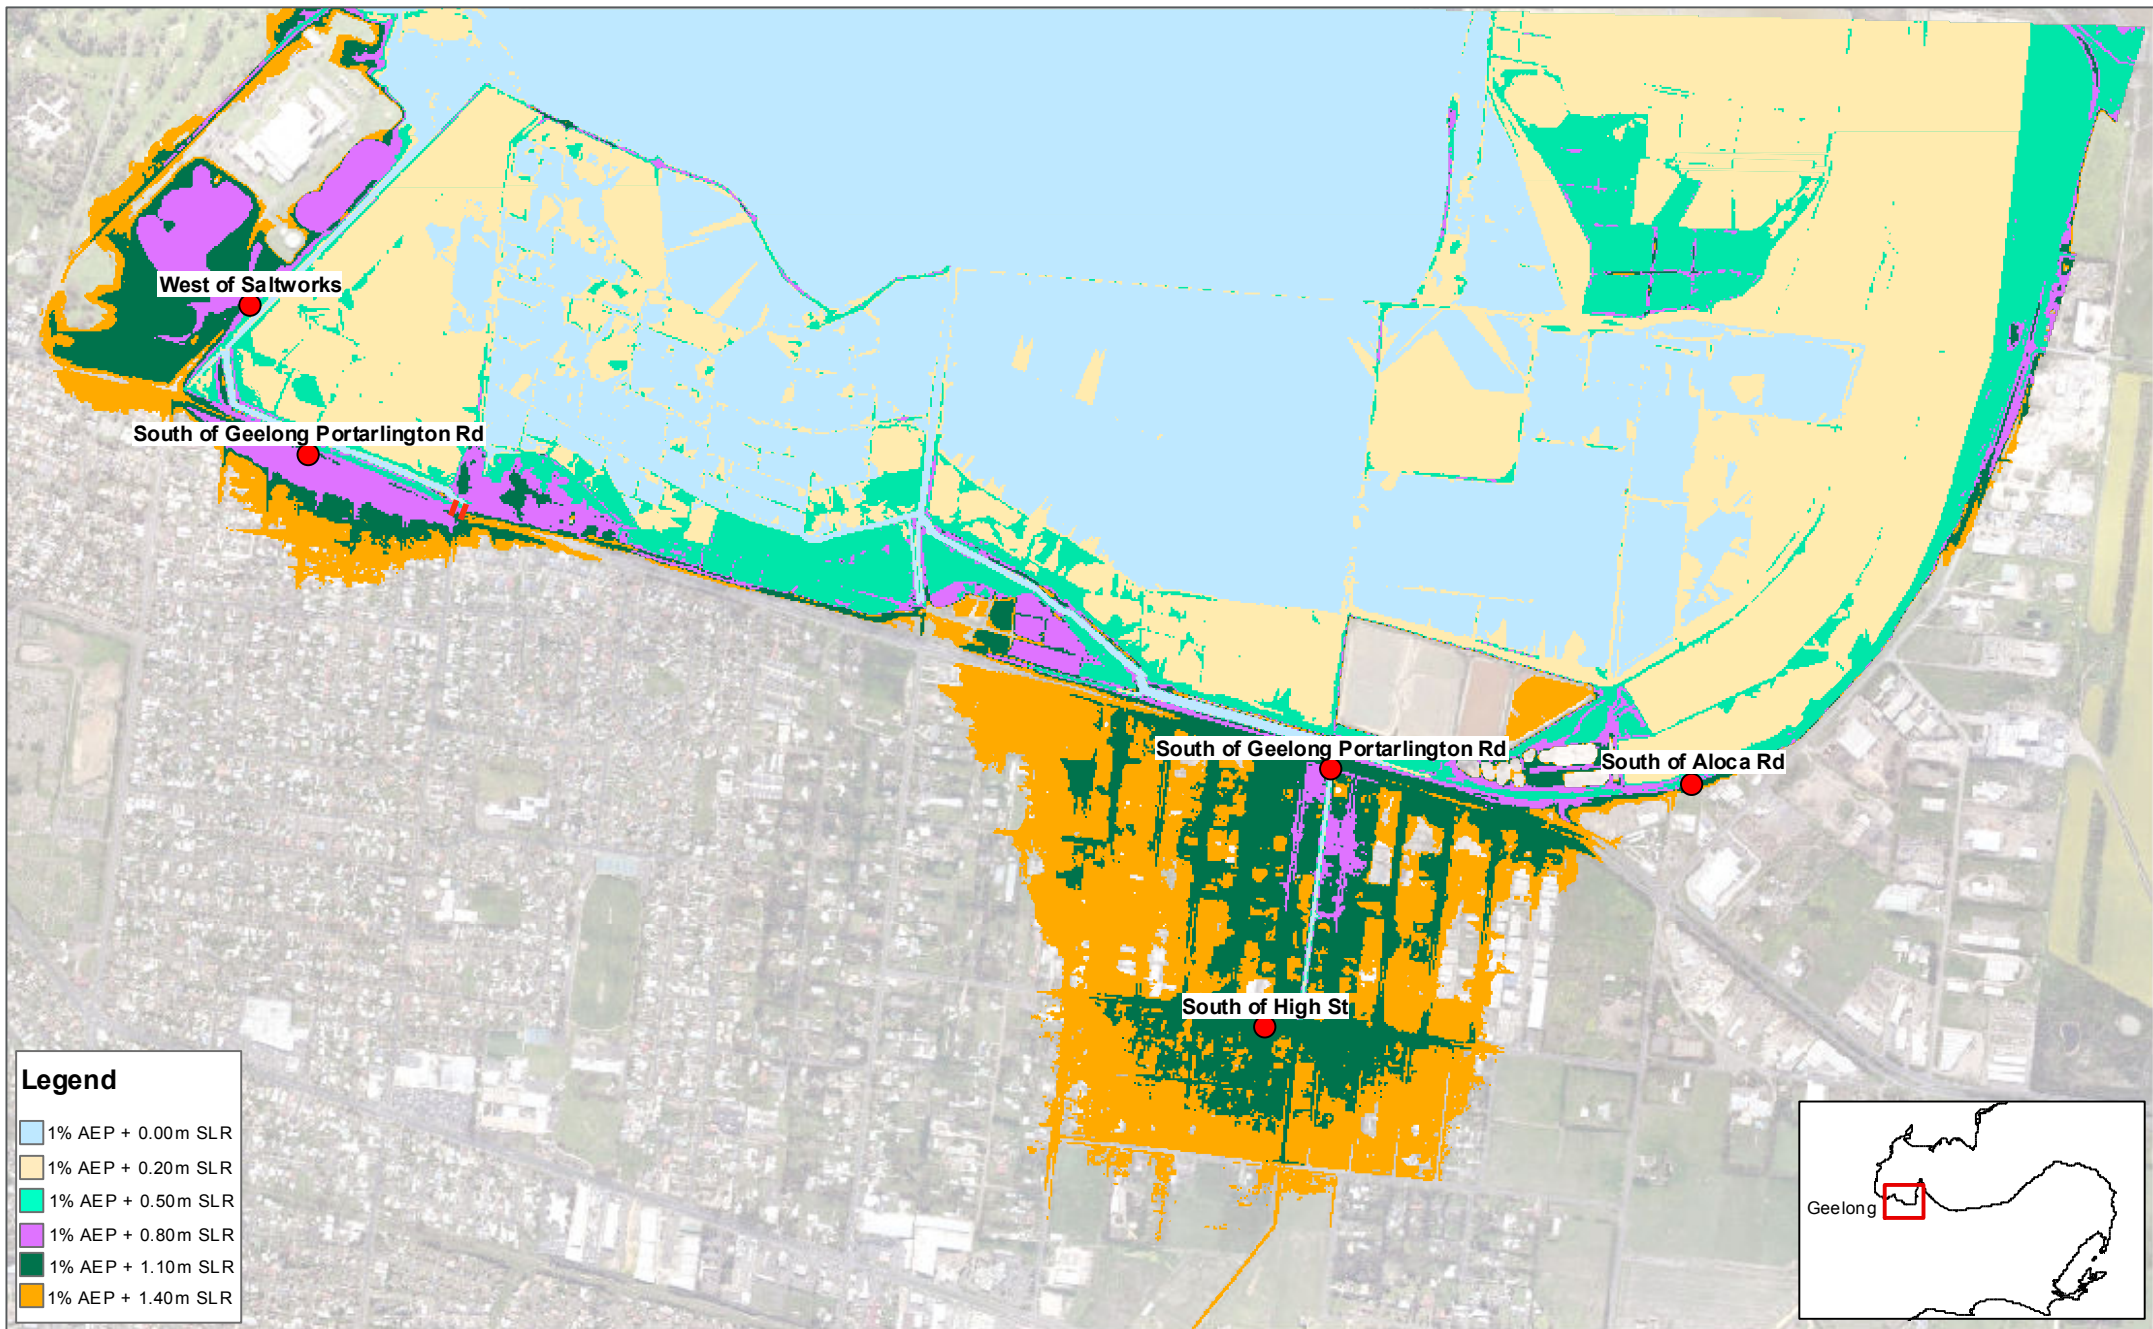 West of Saltworks
South of Geelong Portarlington Rd
South of Geelong Portarlington Rd
South of Aloca Rd
South of High St
Legend
1% AEP + 0.00m SLR
1% AEP + 0.20m SLR
1% AEP + 0.50m SLR
1% AEP + 0.80m SLR
1% AEP + 1.10m SLR
1% AEP + 1.40m SLR
Geelong